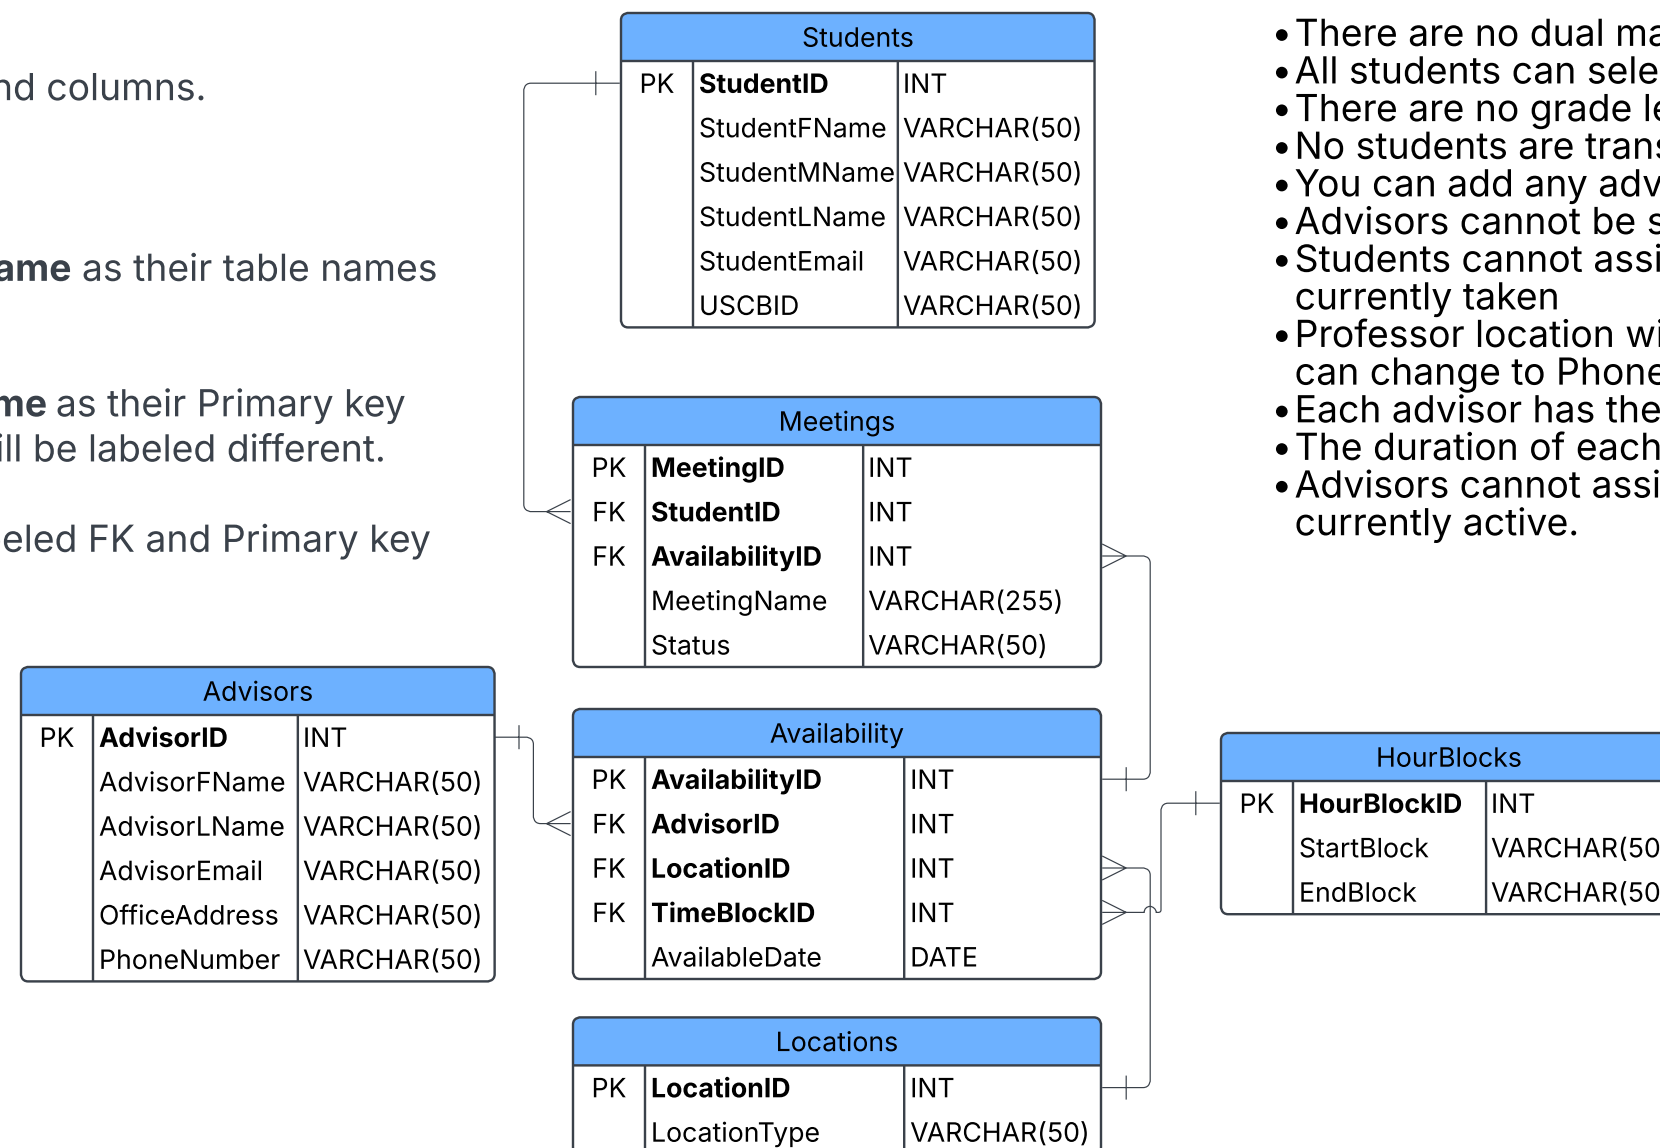 nd columns.
ame as their table names
me as their Primary key
ill be labeled different.
eled FK and Primary key
Students
PK StudentID INT
StudentFName VARCHAR(50)
StudentMName VARCHAR(50)
StudentLName VARCHAR(50)
StudentEmail VARCHAR(50)
USCBID VARCHAR(50)
Meetings
PK MeetingID INT
FK StudentID INT
FK AvailabilityID INT
MeetingName VARCHAR(255)
Status VARCHAR(50)
Advisors
PK AdvisorID INT
AdvisorFName VARCHAR(50)
AdvisorLName VARCHAR(50)
AdvisorEmail VARCHAR(50)
OfficeAddress VARCHAR(50)
PhoneNumber VARCHAR(50)
Availability
PK AvailabilityID INT
FK AdvisorID INT
FK LocationID INT
FK TimeBlockID INT
AvailableDate DATE
Locations
PK LocationID INT
LocationType VARCHAR(50)
HourBlocks
PK HourBlockID INT
StartBlock VARCHAR(50
EndBlock VARCHAR(50
•There are no dual ma
•All students can sele
•There are no grade le
•No students are trans
•You can add any adv
•Advisors cannot be s
•Students cannot assi
currently taken
•Professor location wi
can change to Phone
•Each advisor has the
•The duration of each
•Advisors cannot assi
currently active.